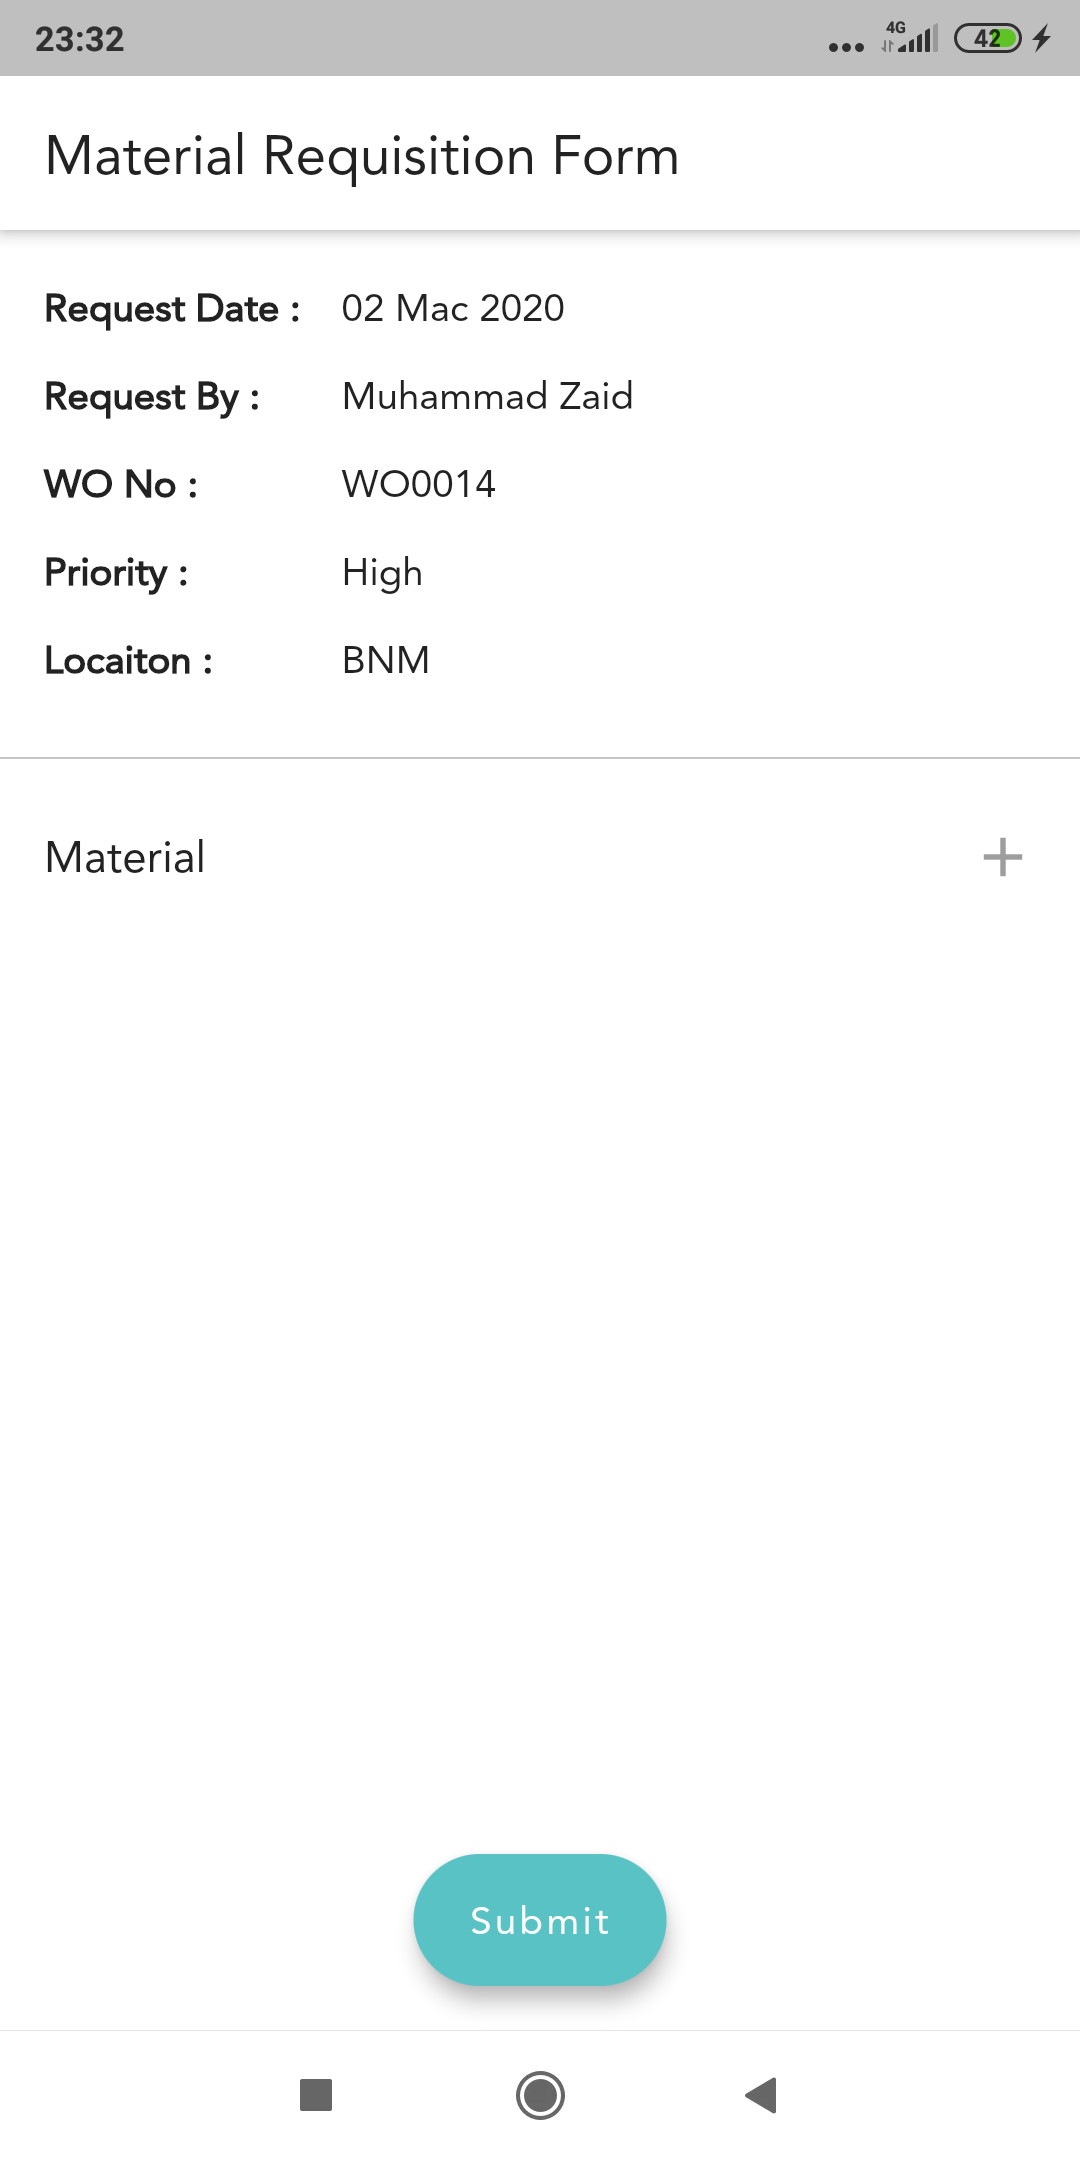 23:32 4G 42
Material Requisition Form
Request Date : 02 Mac 2020
Request By : Muhammad Zaid
WO No : WO0014
Priority : High
Locaiton : BNM
Material
Submit